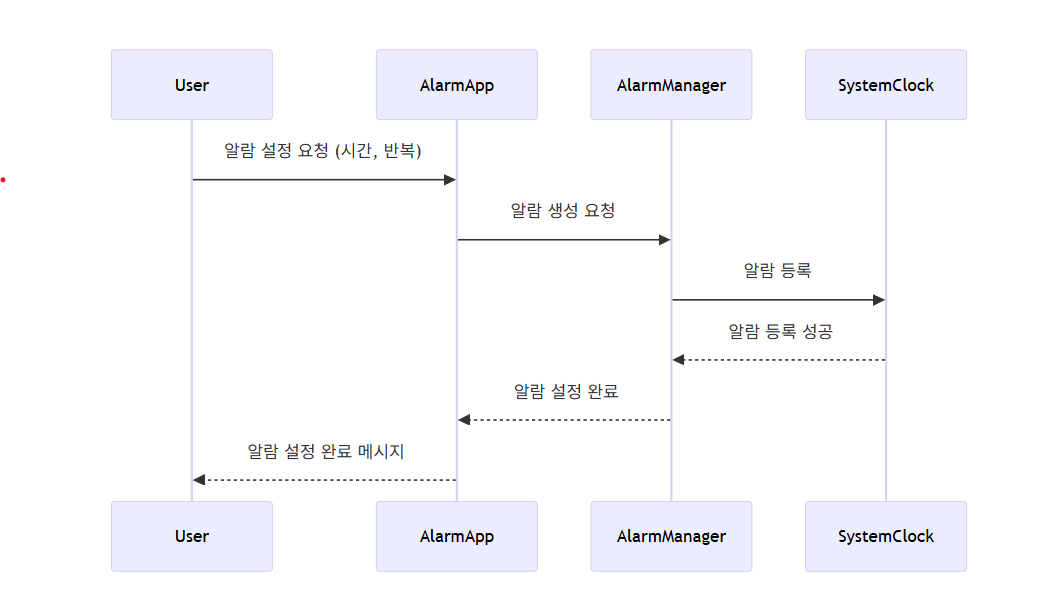 User
AlarmApp
AlarmManager
SystemClock
알람 설정 요청 (시간, 반복)
알람 생성 요청
알람 등록
알람 등록 성공
알람 설정 완료
알람 설정 완료 메시지
User
AlarmApp
AlarmManager
SystemClock